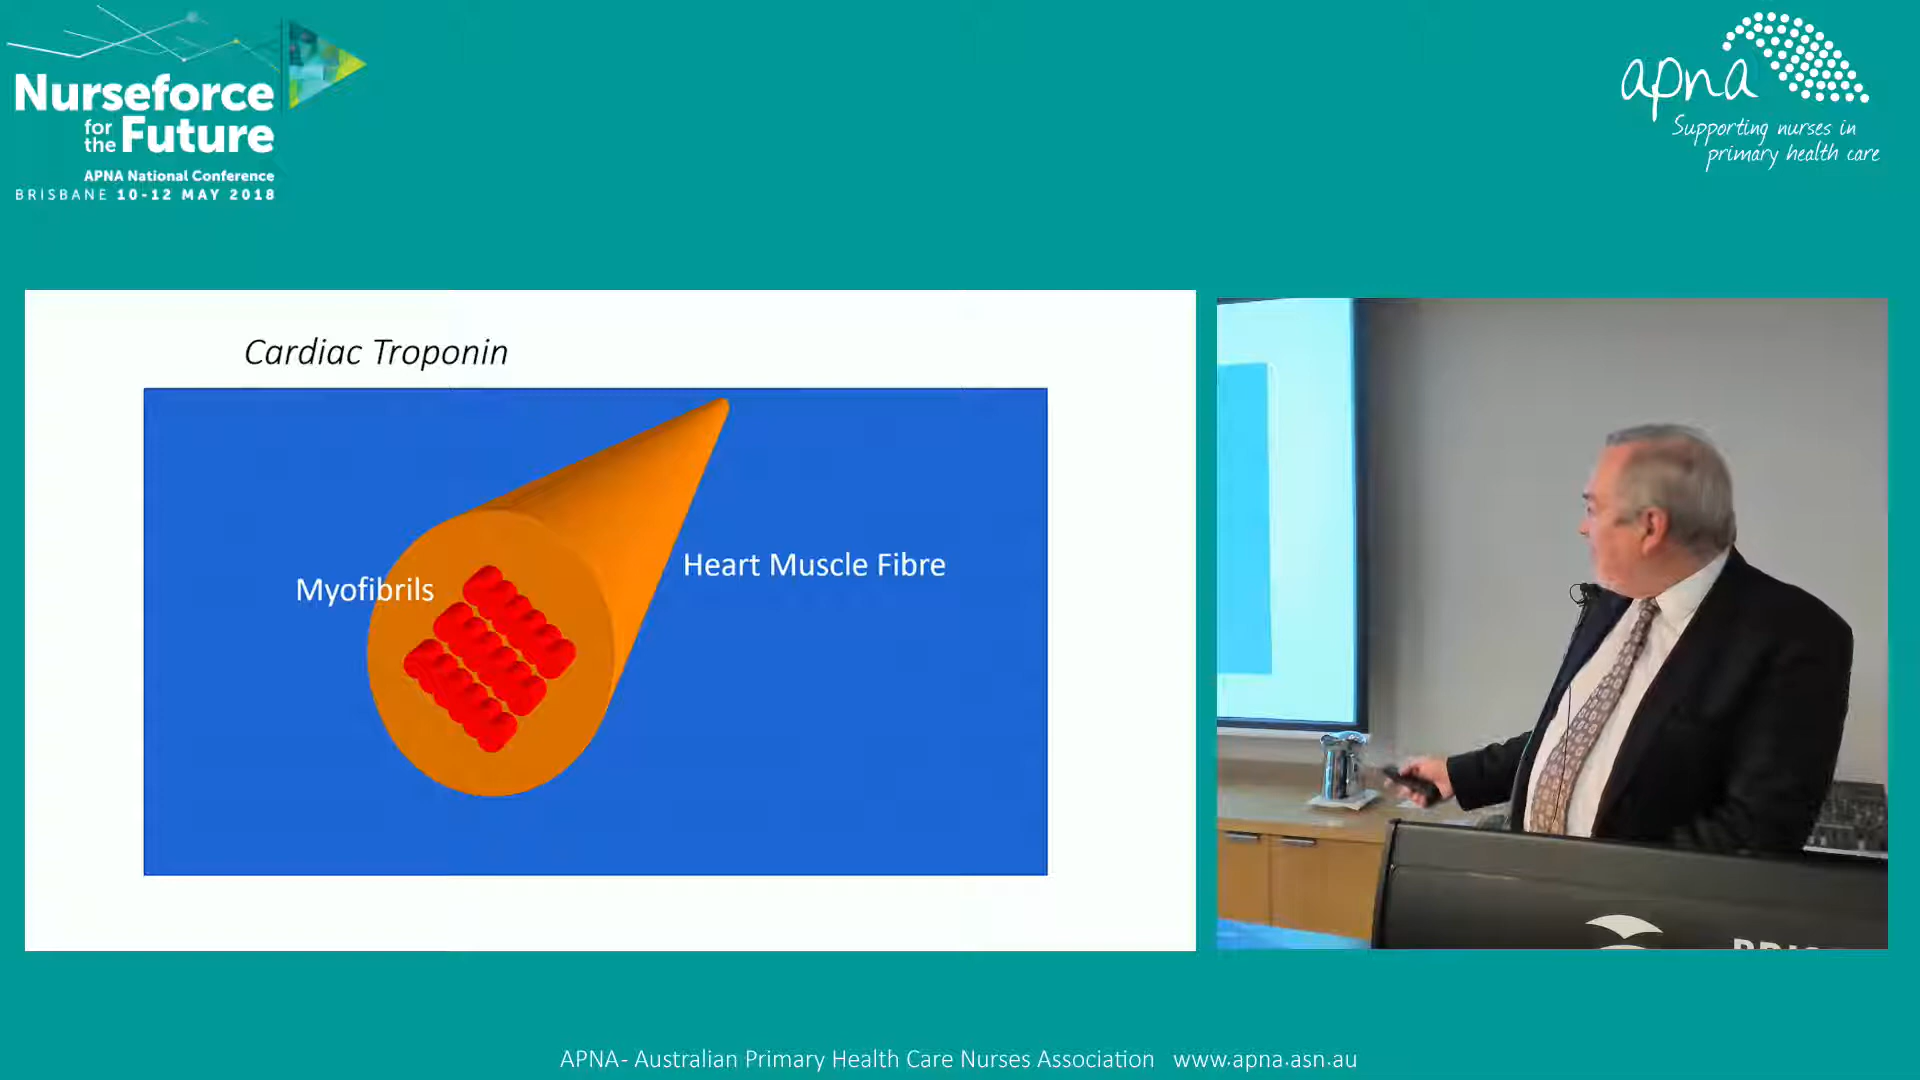 Nurseforce
for
the Future
APNA National Conference
BRISBANE 10-12 MAY 2018
apna
Supporting nurses in
primary health care
Cardiac Troponin
Myofibrils
Heart Muscle Fibre
APNA- Australian Primary Health Care Nurses Association www.apna.asn.au